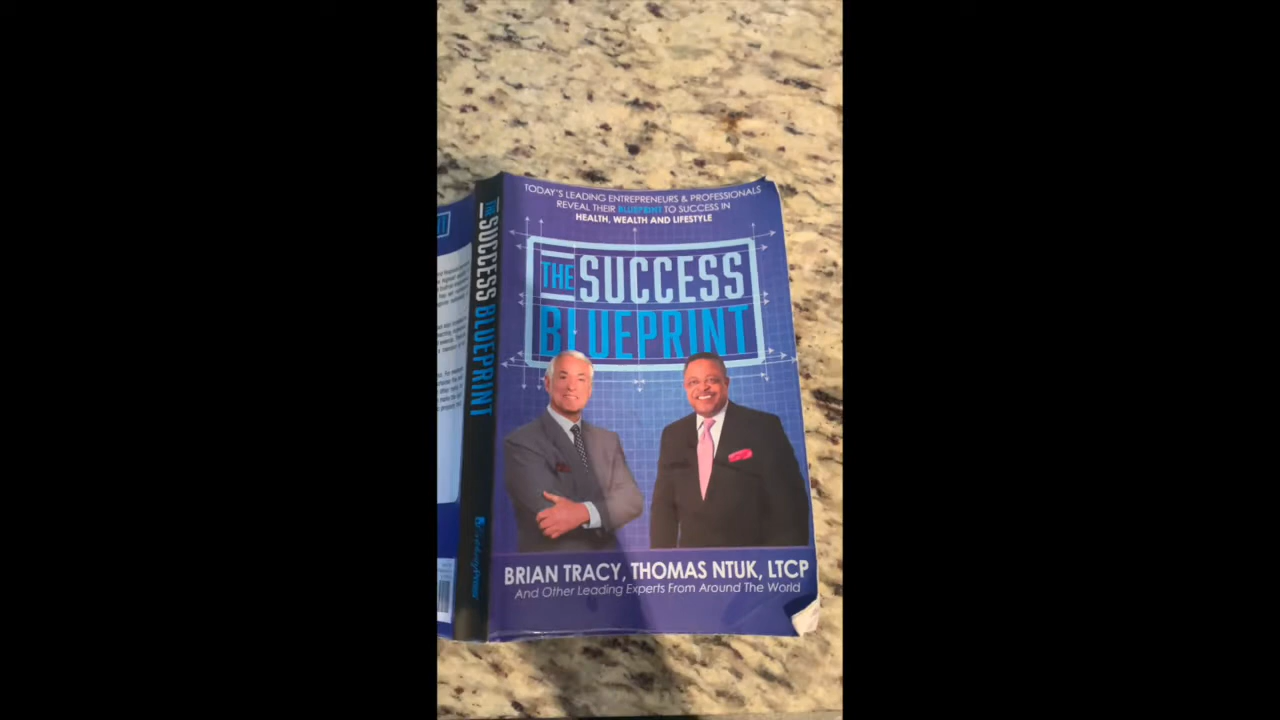 TODAY'S LEADING ENTREPRENEURS & PROFESSIONALS
REVEAL THEIR BLUEPRINT TO SUCCESS IN
HEALTH, WEALTH AND LIFESTYLE
THE SUCCESS
BLUEPRINT
BRIAN TRACY, THOMAS NTUK, LTCP
And Other Leading Experts From Around The World
THE SUCCESS BLUEPRINT